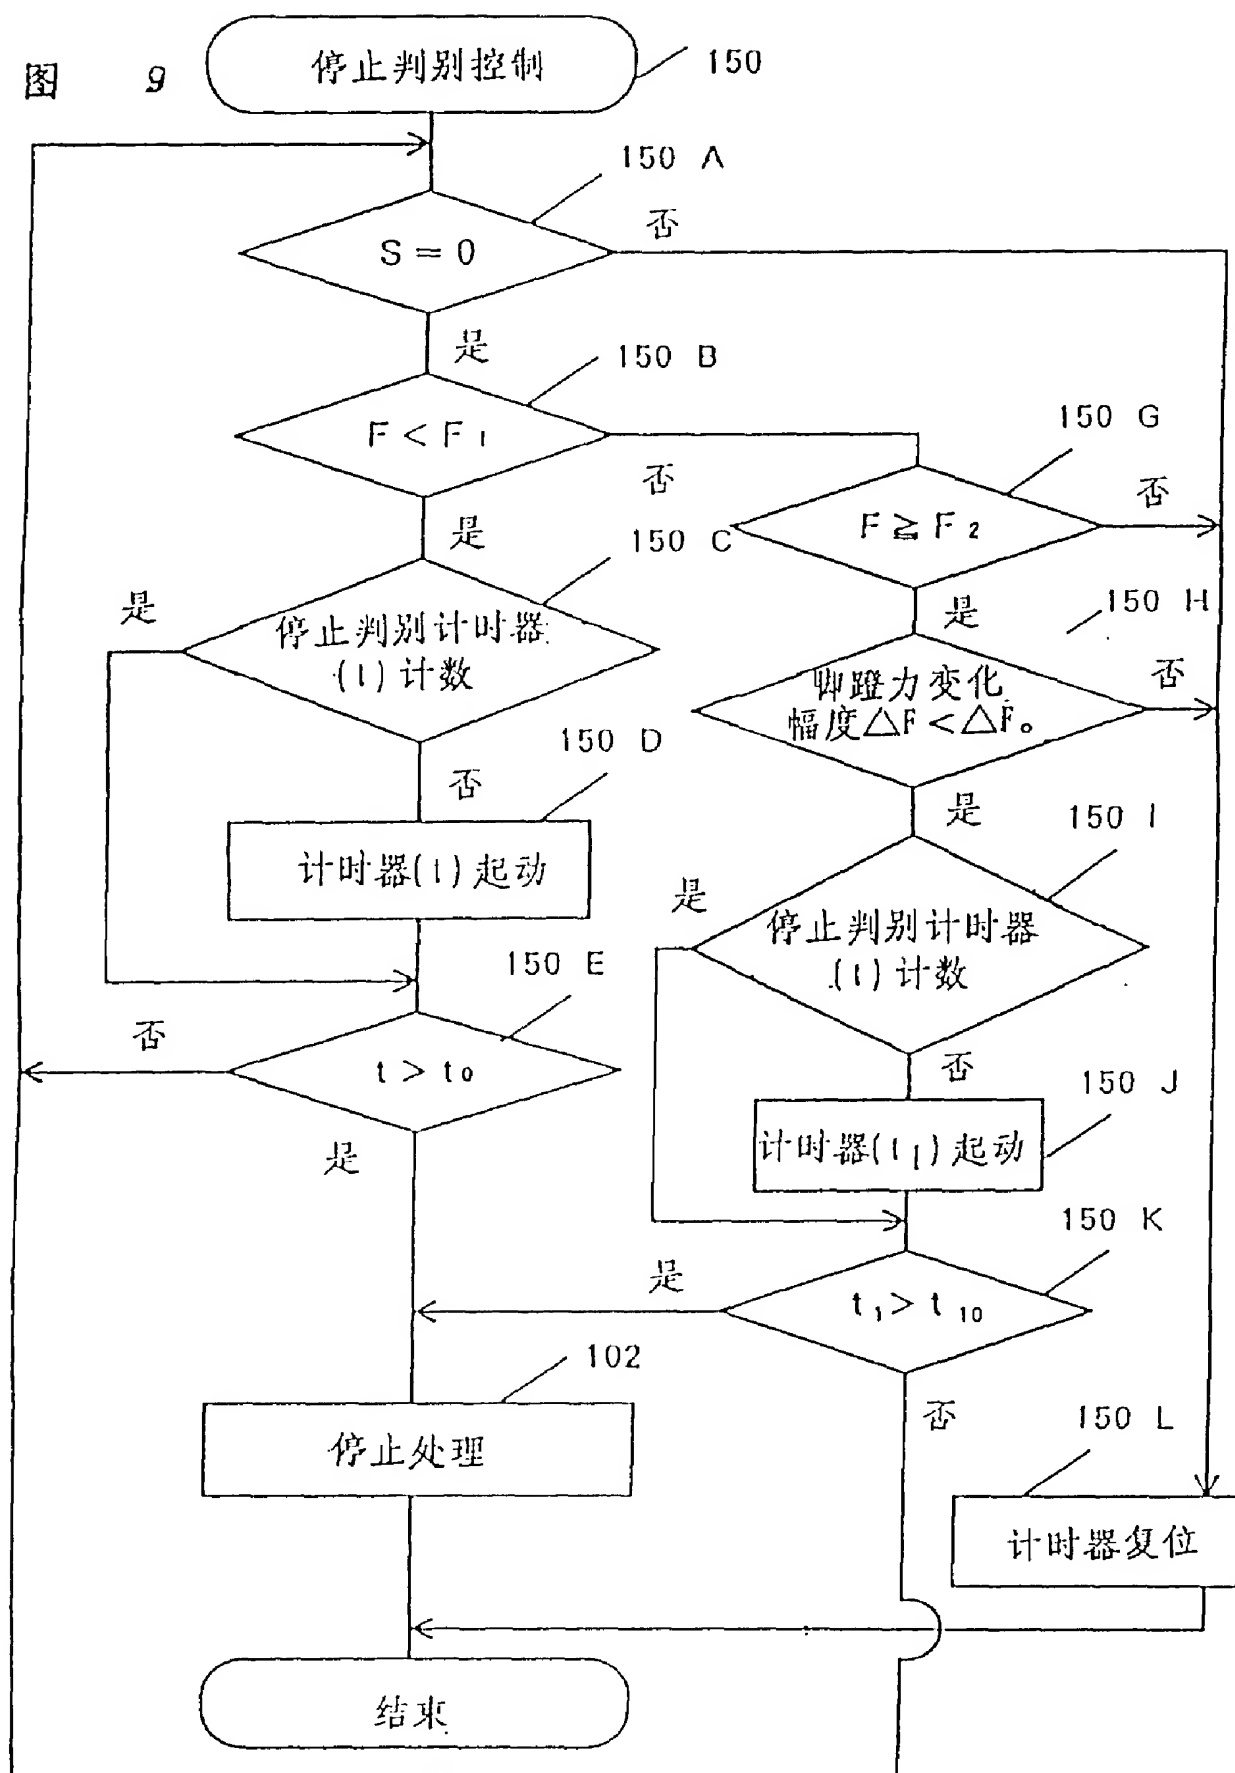 图 9
停止判别控制
150
150 A
S = 0
否
是
150 B
F < F₁
否
150 G
F ≧ F₂
否
是
150 C
是
停止判别计时器
(t) 计数
是
150 H
脚蹬力变化
幅度△F < △F₀
否
150 D
否
计时器(t) 起动
是
150 I
是
停止判别计时器
(t) 计数
150 E
否
t > t₀
否
150 J
计时器(t₁) 起动
是
150 K
是
t₁ > t₁₀
102
停止处理
否
150 L
计时器复位
结束